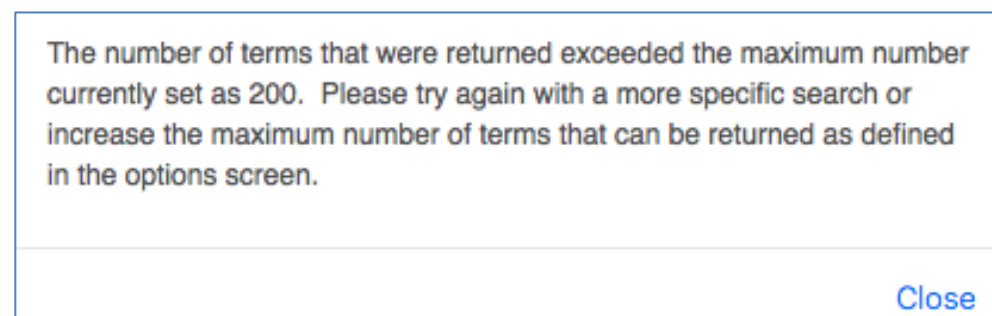 The number of terms that were returned exceeded the maximum number
currently set as 200.  Please try again with a more specific search or
increase the maximum number of terms that can be returned as defined
in the options screen.
Close